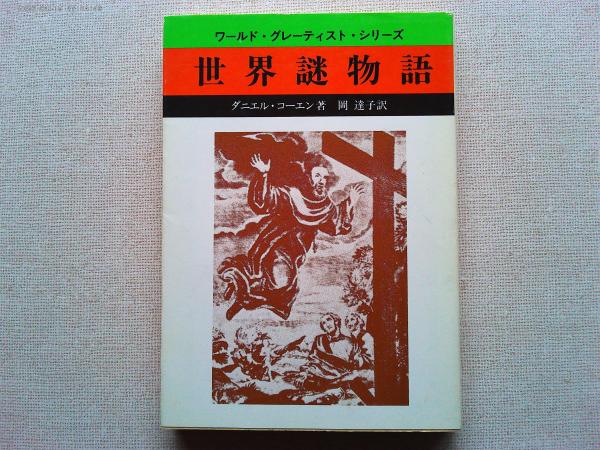 ワールド・グレーティスト・シリーズ
世界謎物語
ダニエル・コーエン著 岡 達子訳